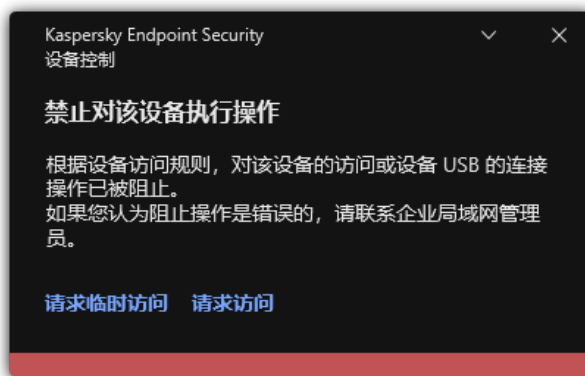 Kaspersky Endpoint Security
设备控制
禁止对该设备执行操作
根据设备访问规则，对该设备的访问或设备 USB 的连接
操作已被阻止。
如果您认为阻止操作是错误的，请联系企业局域网管理
员。
请求临时访问 请求访问